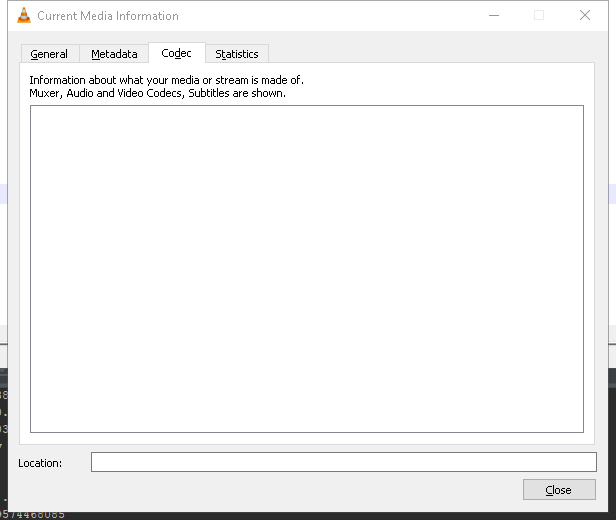 Current Media Information
General Metadata Codec Statistics
Information about what your media or stream is made of.
Muxer, Audio and Video Codecs, Subtitles are shown.
Location:
Close
9574468085